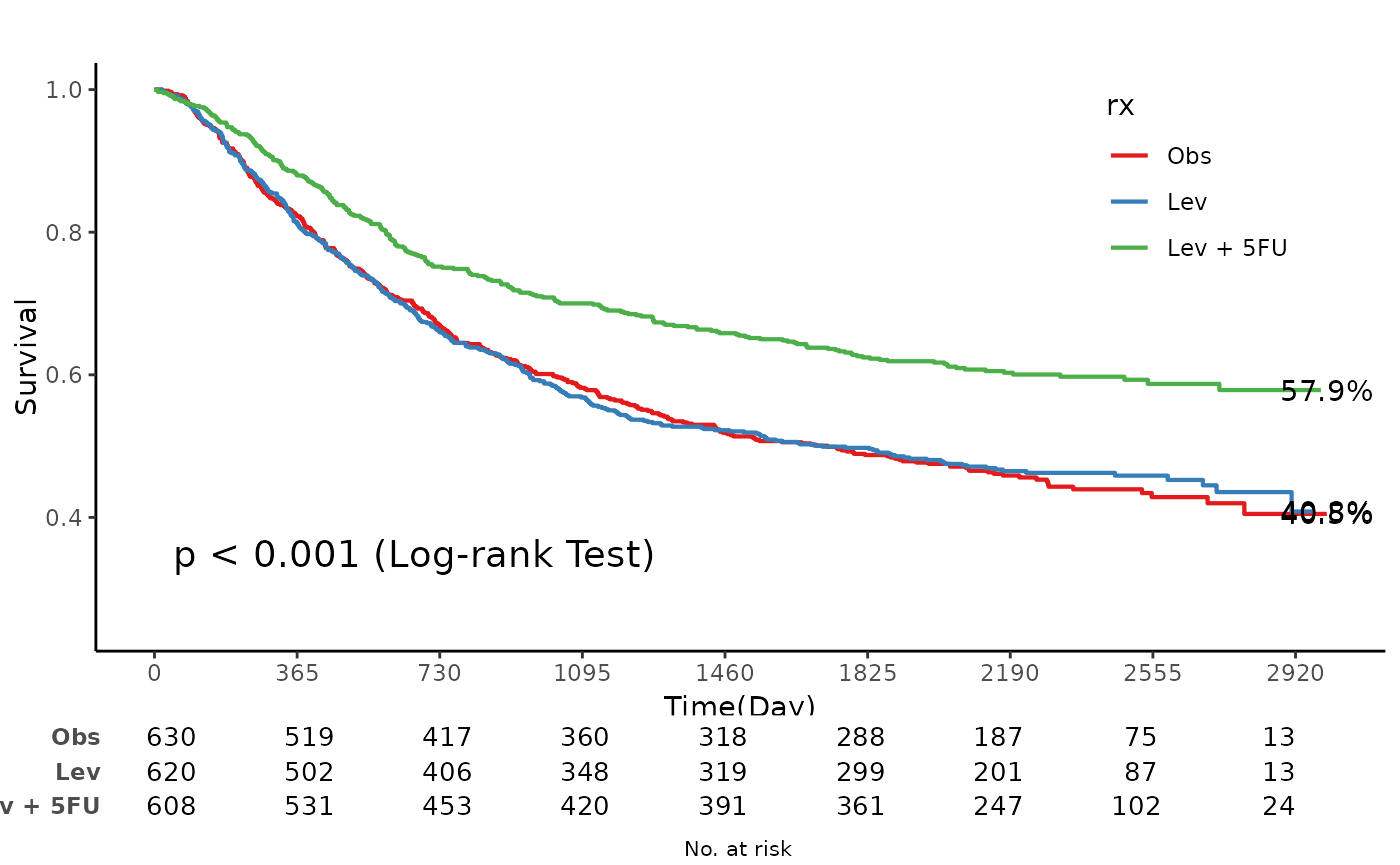 rx
Obs
Lev
Lev + 5FU
1.0
0.8
0.6
0.4
Survival
57.9%
p < 0.001 (Log-rank Test)
0 365 730 1095 1460 1825 2190 2555 2920
Time(Day)
Obs 630 519 417 360 318 288 187 75 13
Lev 620 502 406 348 319 299 201 87 13
v + 5FU 608 531 453 420 391 361 247 102 24
No. at risk